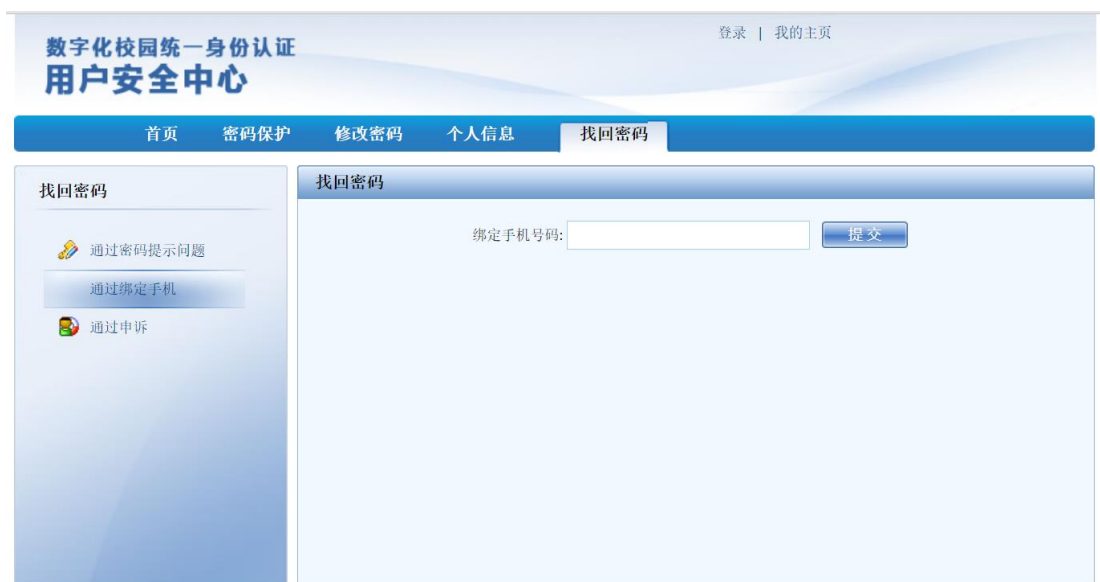 登录 | 我的主页
数字化校园统一身份认证
用户安全中心
首页 密码保护 修改密码 个人信息 找回密码
找回密码
通过密码提示问题
通过绑定手机
通过申诉
找回密码
绑定手机号码: 提交